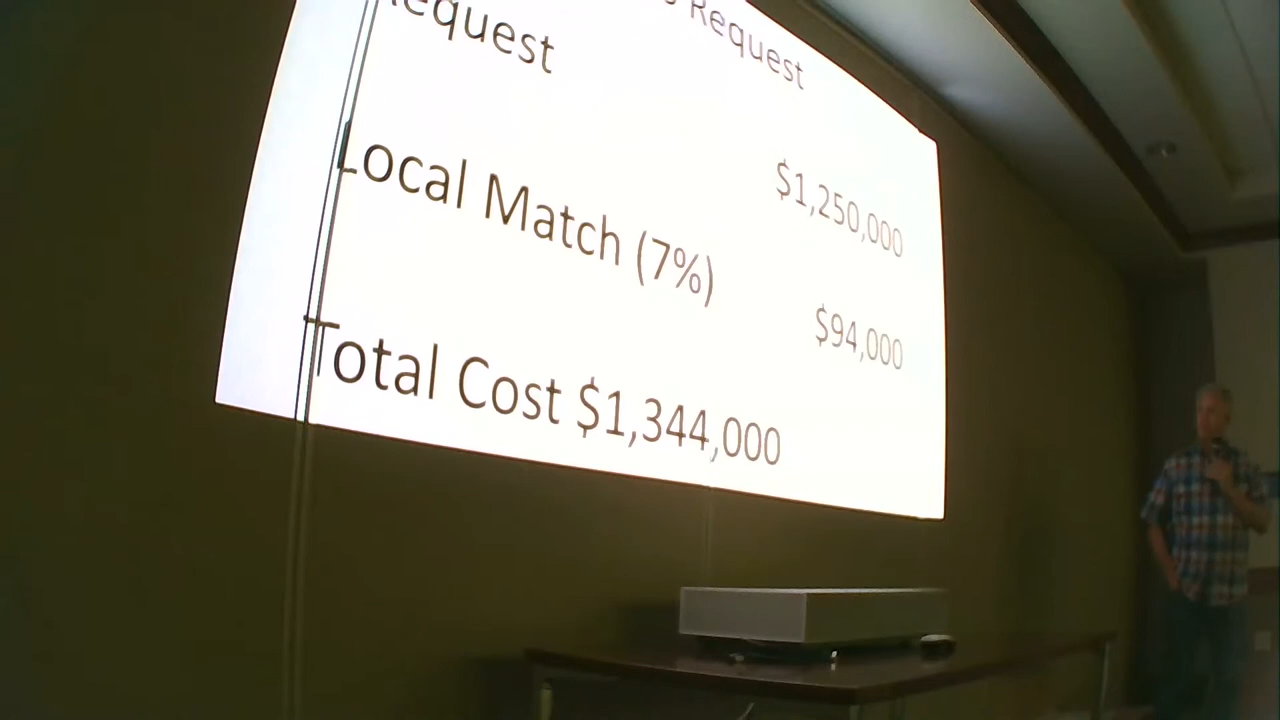 Request
Request
$1,250,000
Local Match (7%)
$94,000
Total Cost $1,344,000